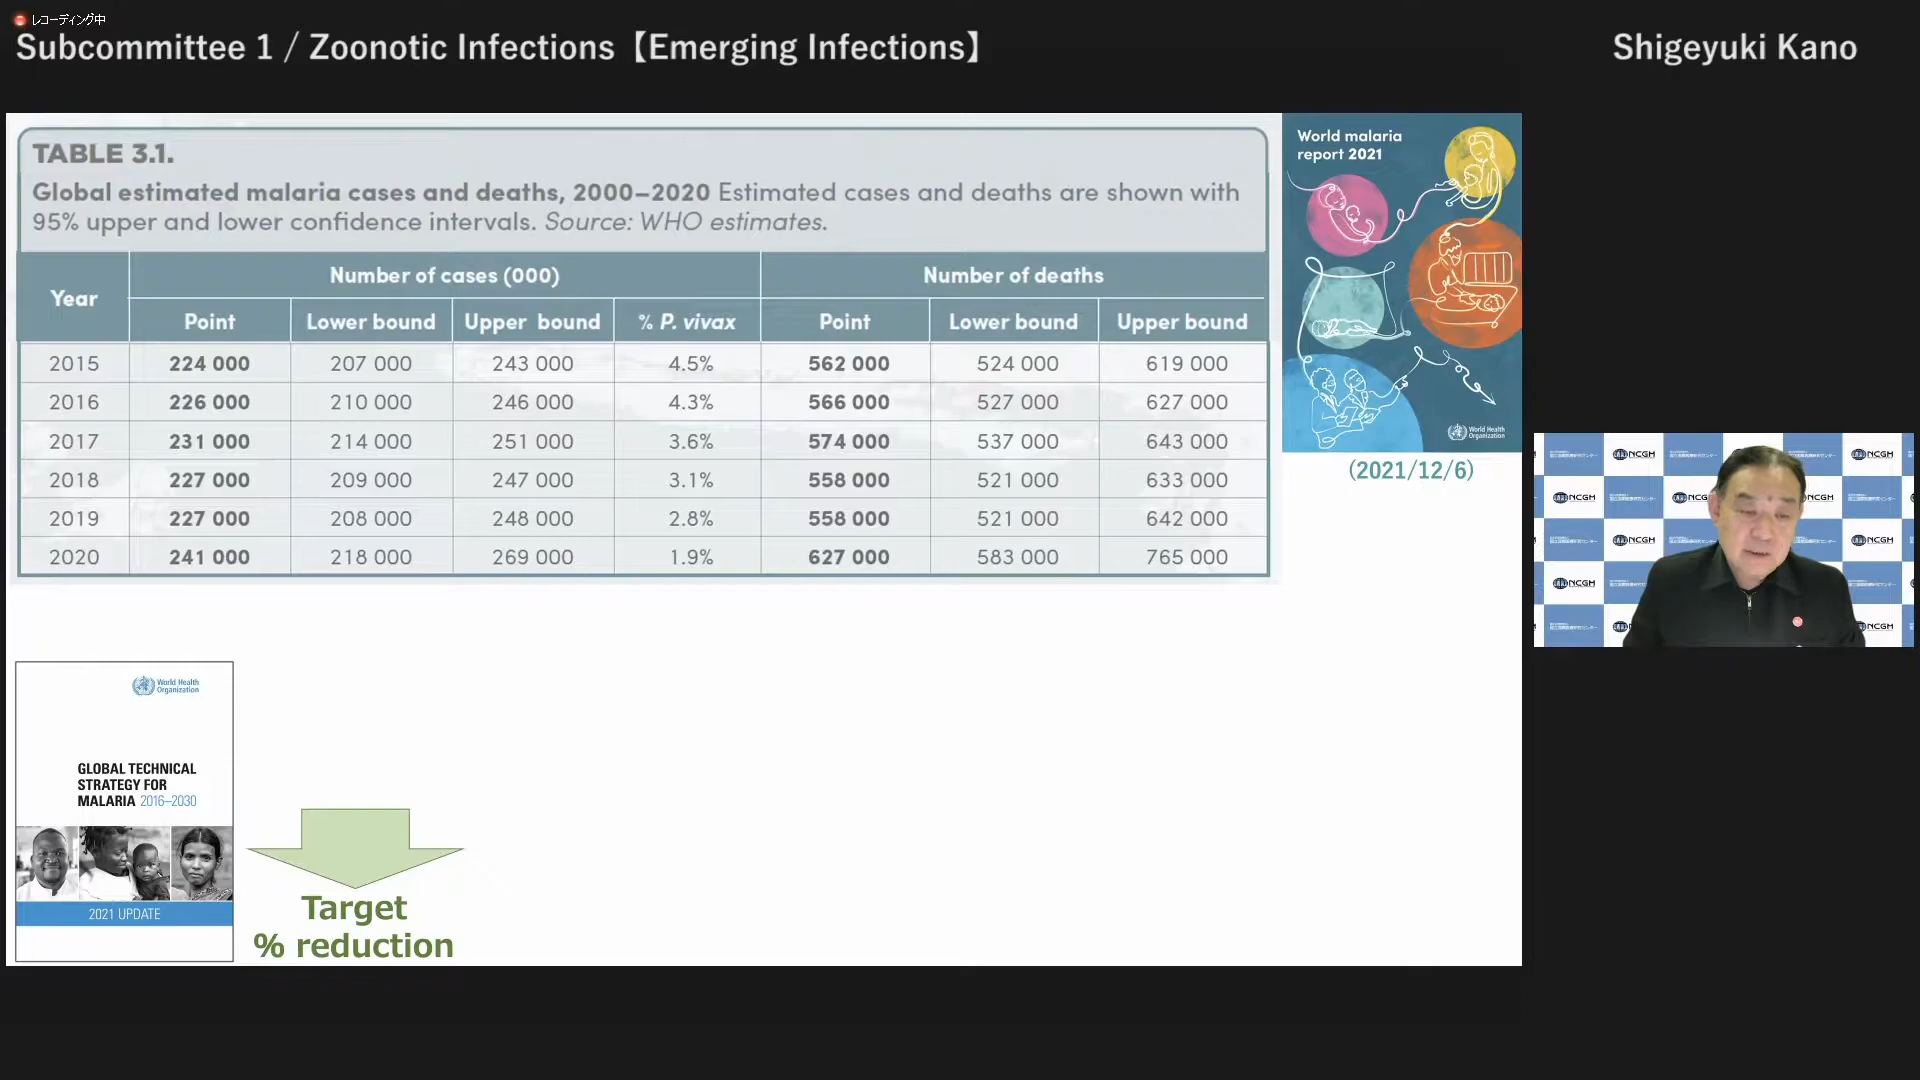 レコーディング中
Subcommittee 1 / Zoonotic Infections【Emerging Infections】
Shigeyuki Kano
TABLE 3.1.
Global estimated malaria cases and deaths, 2000–2020 Estimated cases and deaths are shown with
95% upper and lower confidence intervals. Source: WHO estimates.
Year Number of cases (000) Number of deaths
Point Lower bound Upper bound % P. vivax Point Lower bound Upper bound
2015 224 000 207 000 243 000 4.5% 562 000 524 000 619 000
2016 226 000 210 000 246 000 4.3% 566 000 527 000 627 000
2017 231 000 214 000 251 000 3.6% 574 000 537 000 643 000
2018 227 000 209 000 247 000 3.1% 558 000 521 000 633 000
2019 227 000 208 000 248 000 2.8% 558 000 521 000 642 000
2020 241 000 218 000 269 000 1.9% 627 000 583 000 765 000
World malaria
report 2021
World Health
Organization
(2021/12/6)
NCGM
NCGM
NCGM
NCGM
NCGM
NCGM
NCGM
NCGM
NCGM
World Health
Organization
GLOBAL TECHNICAL
STRATEGY FOR
MALARIA 2016–2030
2021 UPDATE
Target
% reduction